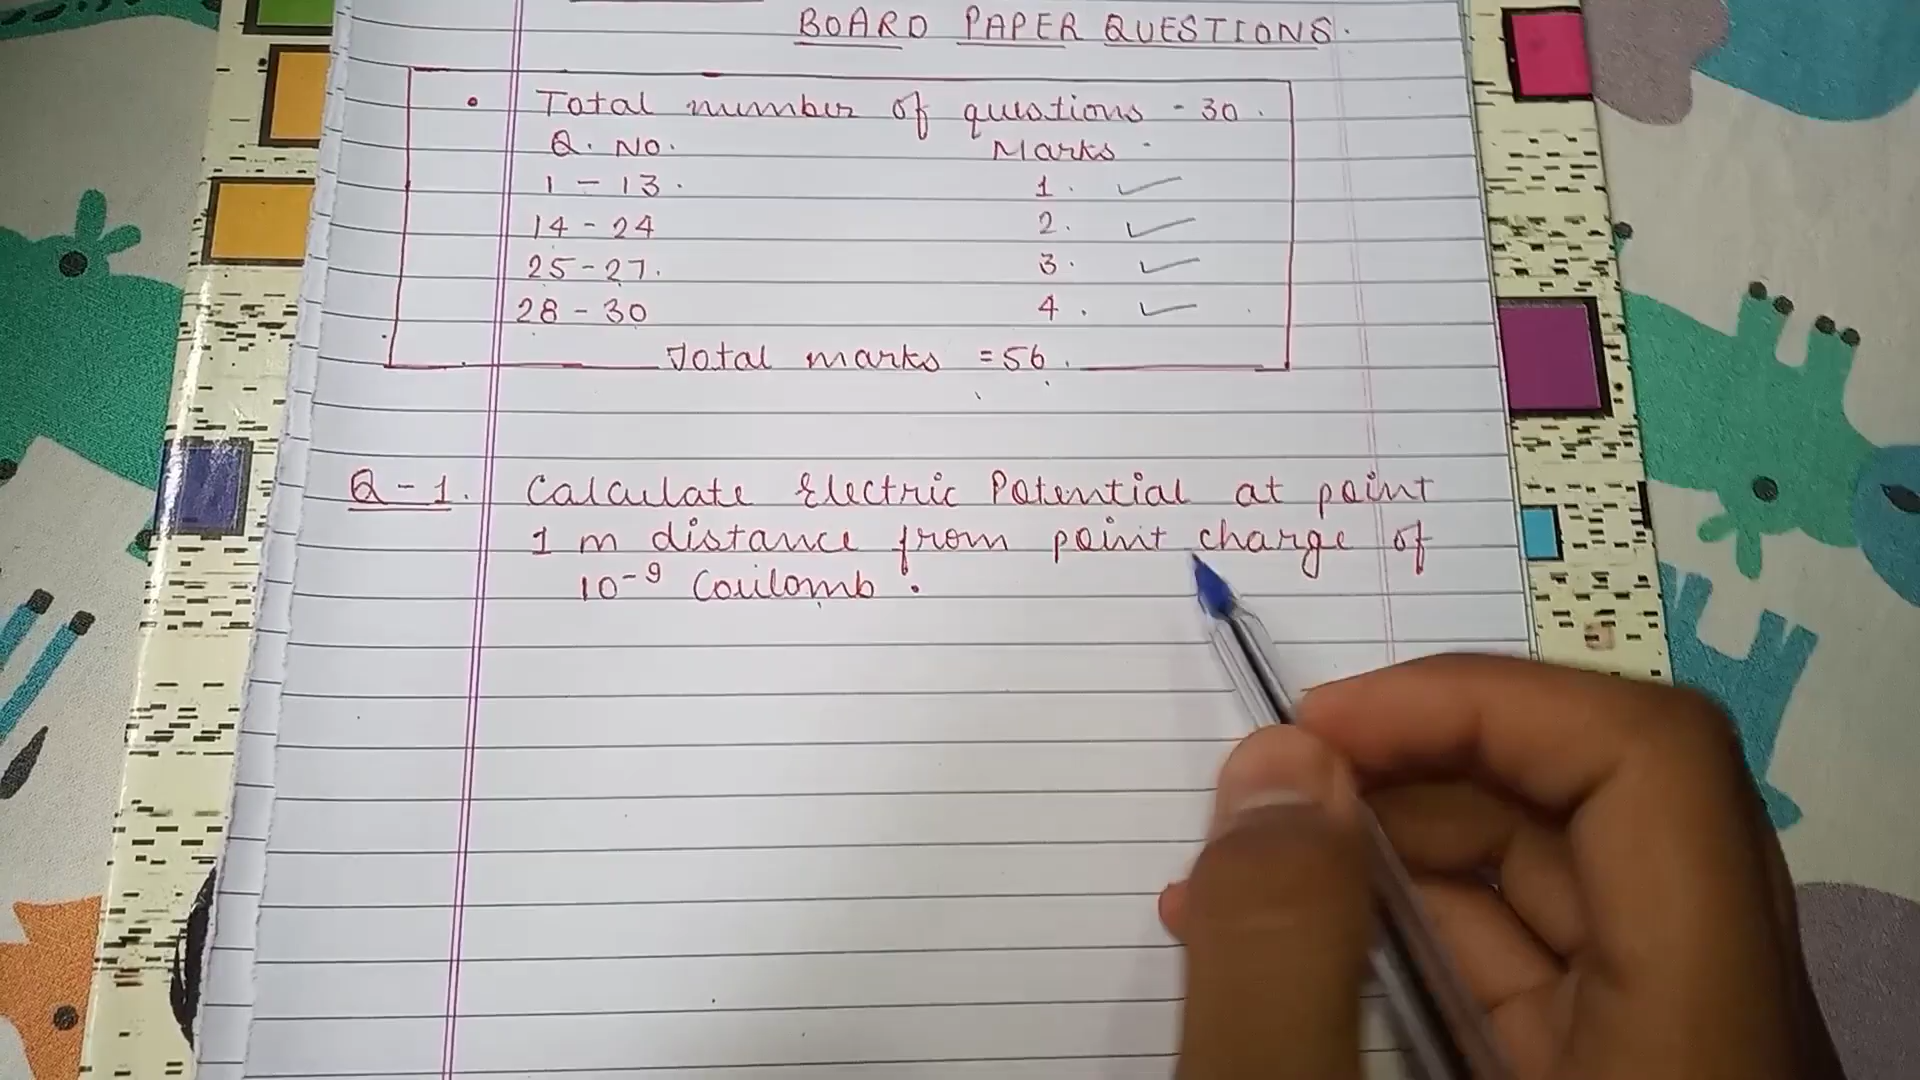 BOARD PAPER QUESTIONS.
• Total number of questions - 30.
Q. No. Marks -
1 - 13. 1. ✓
14 - 24 2. ✓
25 - 27. 3. ✓
28 - 30 4. ✓
Total marks = 56.
Q - 1. Calculate Electric Potential at point
1 m distance from point charge of
10⁻⁹ Coulomb.